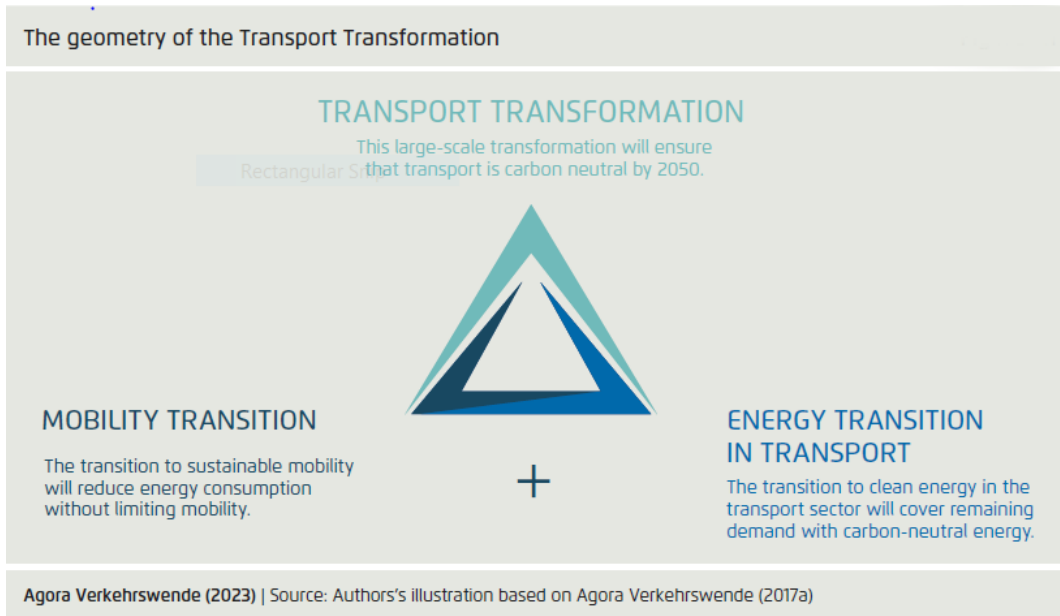 The geometry of the Transport Transformation
TRANSPORT TRANSFORMATION
This large-scale transformation will ensure
that transport is carbon neutral by 2050.
Rectangular
MOBILITY TRANSITION
The transition to sustainable mobility
will reduce energy consumption
without limiting mobility.
+
ENERGY TRANSITION
IN TRANSPORT
The transition to clean energy in the
transport sector will cover remaining
demand with carbon-neutral energy.
Agora Verkehrswende (2023) | Source: Authors's illustration based on Agora Verkehrswende (2017a)